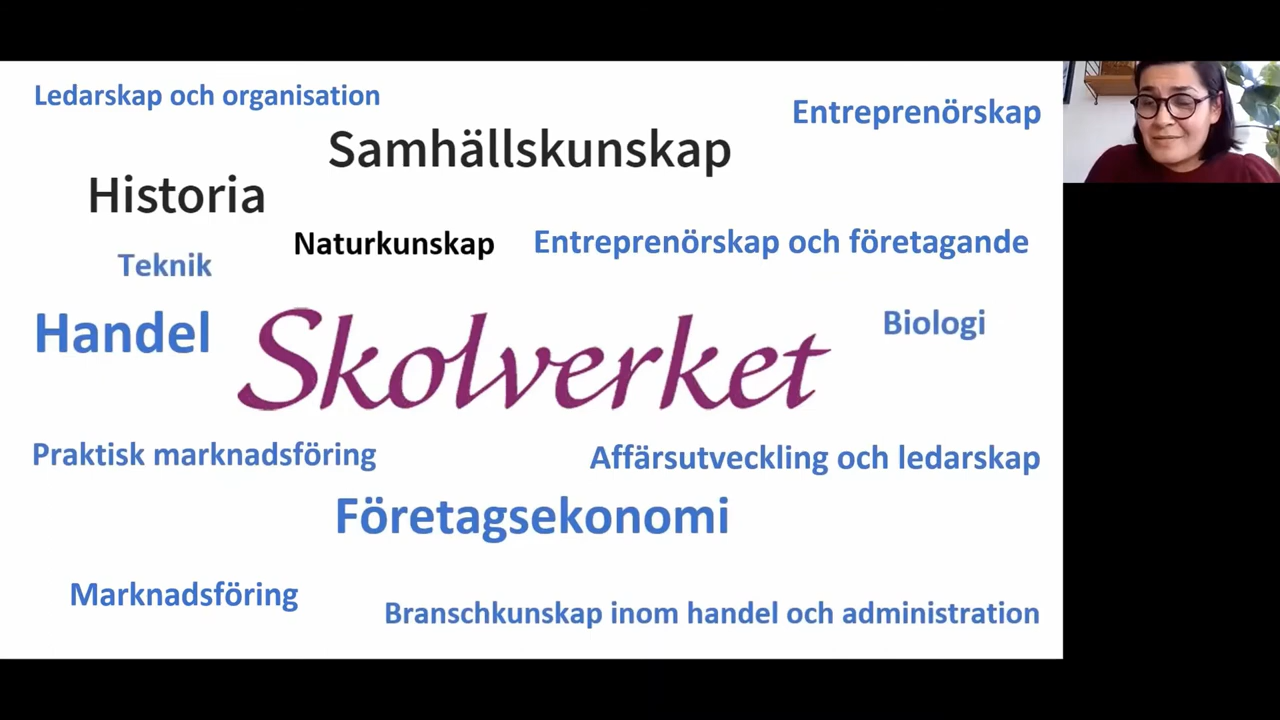 Ledarskap och organisation
Entreprenörskap
Samhällskunskap
Historia
Naturkunskap
Entreprenörskap och företagande
Teknik
Handel
Skolverket
Biologi
Praktisk marknadsföring
Affärsutveckling och ledarskap
Företagsekonomi
Marknadsföring
Branschkunskap inom handel och administration